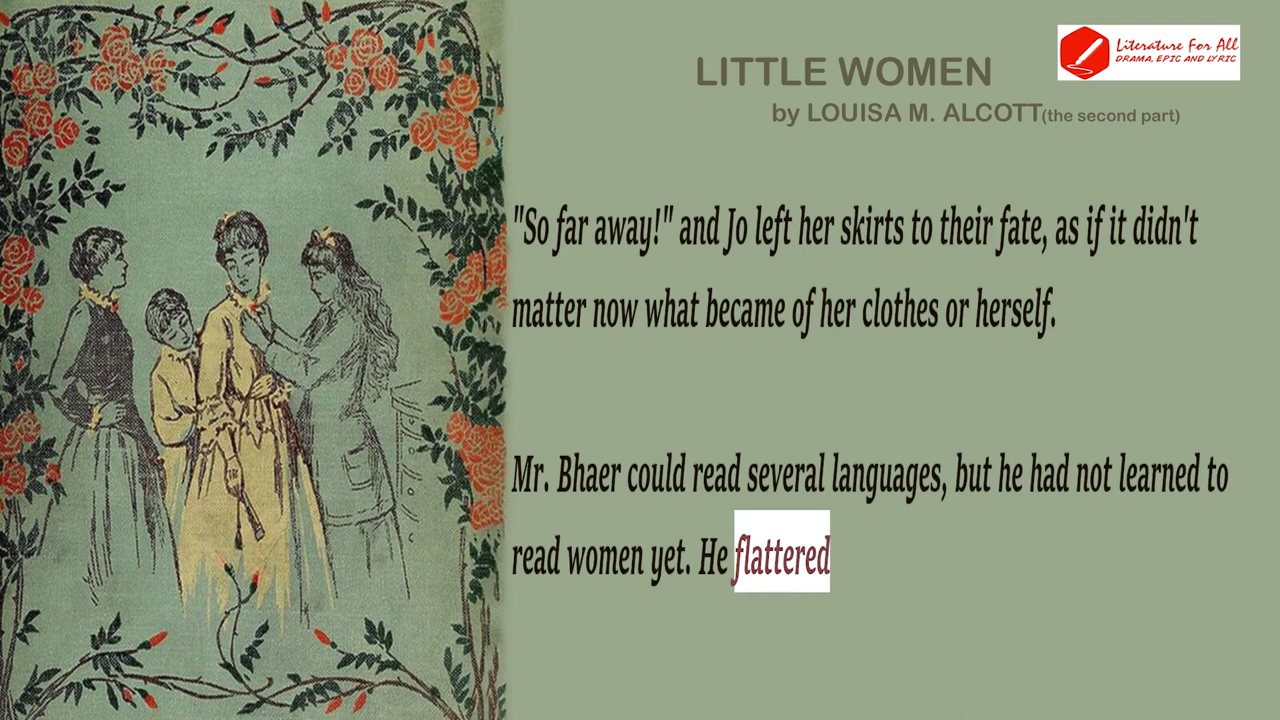 Literature For All
DRAMA, EPIC AND LYRIC
LITTLE WOMEN
by LOUISA M. ALCOTT(the second part)
"So far away!" and Jo left her skirts to their fate, as if it didn't
matter now what became of her clothes or herself.
Mr. Bhaer could read several languages, but he had not learned to
read women yet. He flattered